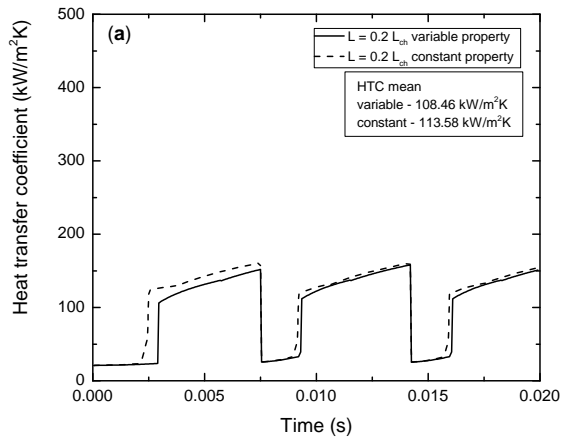 (a)
L = 0.2 Lch variable property
L = 0.2 Lch constant property
HTC mean
variable - 108.46 kW/m2K
constant - 113.58 kW/m2K
Heat transfer coefficient (kW/m2K)
500
400
300
200
100
0
0.000
0.005
0.010
0.015
0.020
Time (s)